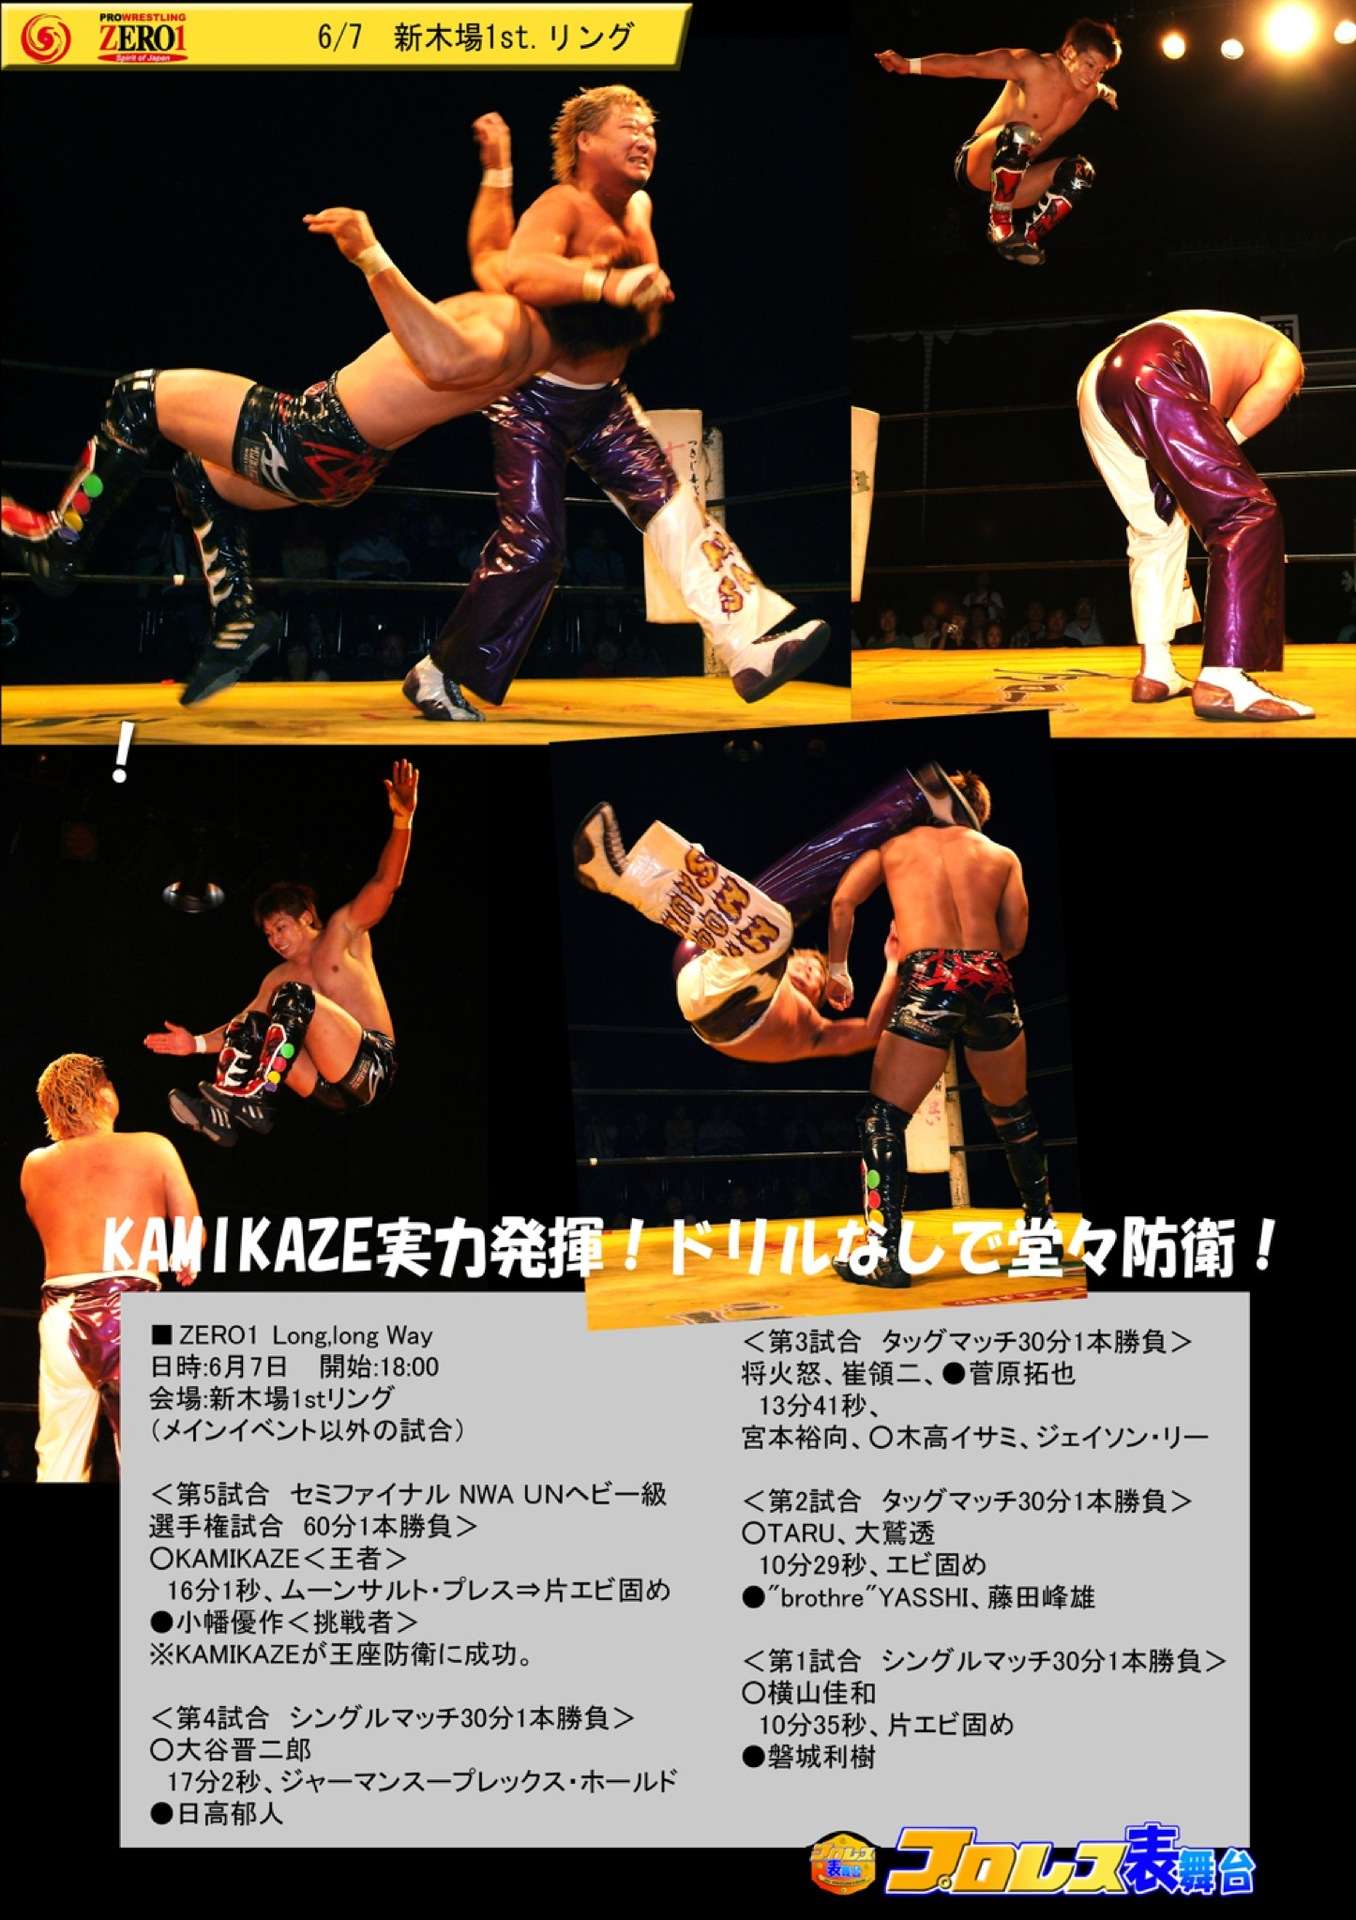 PROWRESTLING
ZERO1
Spirit of Japan
6/7 新木場1st. リング
!
KAMIKAZE実力発揮！ドリルなしで堂々防衛！
■ZERO1 Long,long Way
日時:6月7日 開始:18:00
会場:新木場1stリング
(メインイベント以外の試合)
＜第5試合 セミファイナル NWA UNヘビー級
選手権試合 60分1本勝負＞
○KAMIKAZE＜王者＞
16分1秒、ムーンサルト・プレス⇒片エビ固め
●小幡優作＜挑戦者＞
※KAMIKAZEが王座防衛に成功。
＜第4試合 シングルマッチ30分1本勝負＞
○大谷晋二郎
17分2秒、ジャーマンスープレックス・ホールド
●日高郁人
＜第3試合 タッグマッチ30分1本勝負＞
将火怒、崔領二、●菅原拓也
13分41秒、
宮本裕向、○木高イサミ、ジェイソン・リー
＜第2試合 タッグマッチ30分1本勝負＞
○TARU、大鷲透
10分29秒、エビ固め
●"brothre"YASSHI、藤田峰雄
＜第1試合 シングルマッチ30分1本勝負＞
○横山佳和
10分35秒、片エビ固め
●磐城利樹
プロレス表舞台
プロレス表舞台